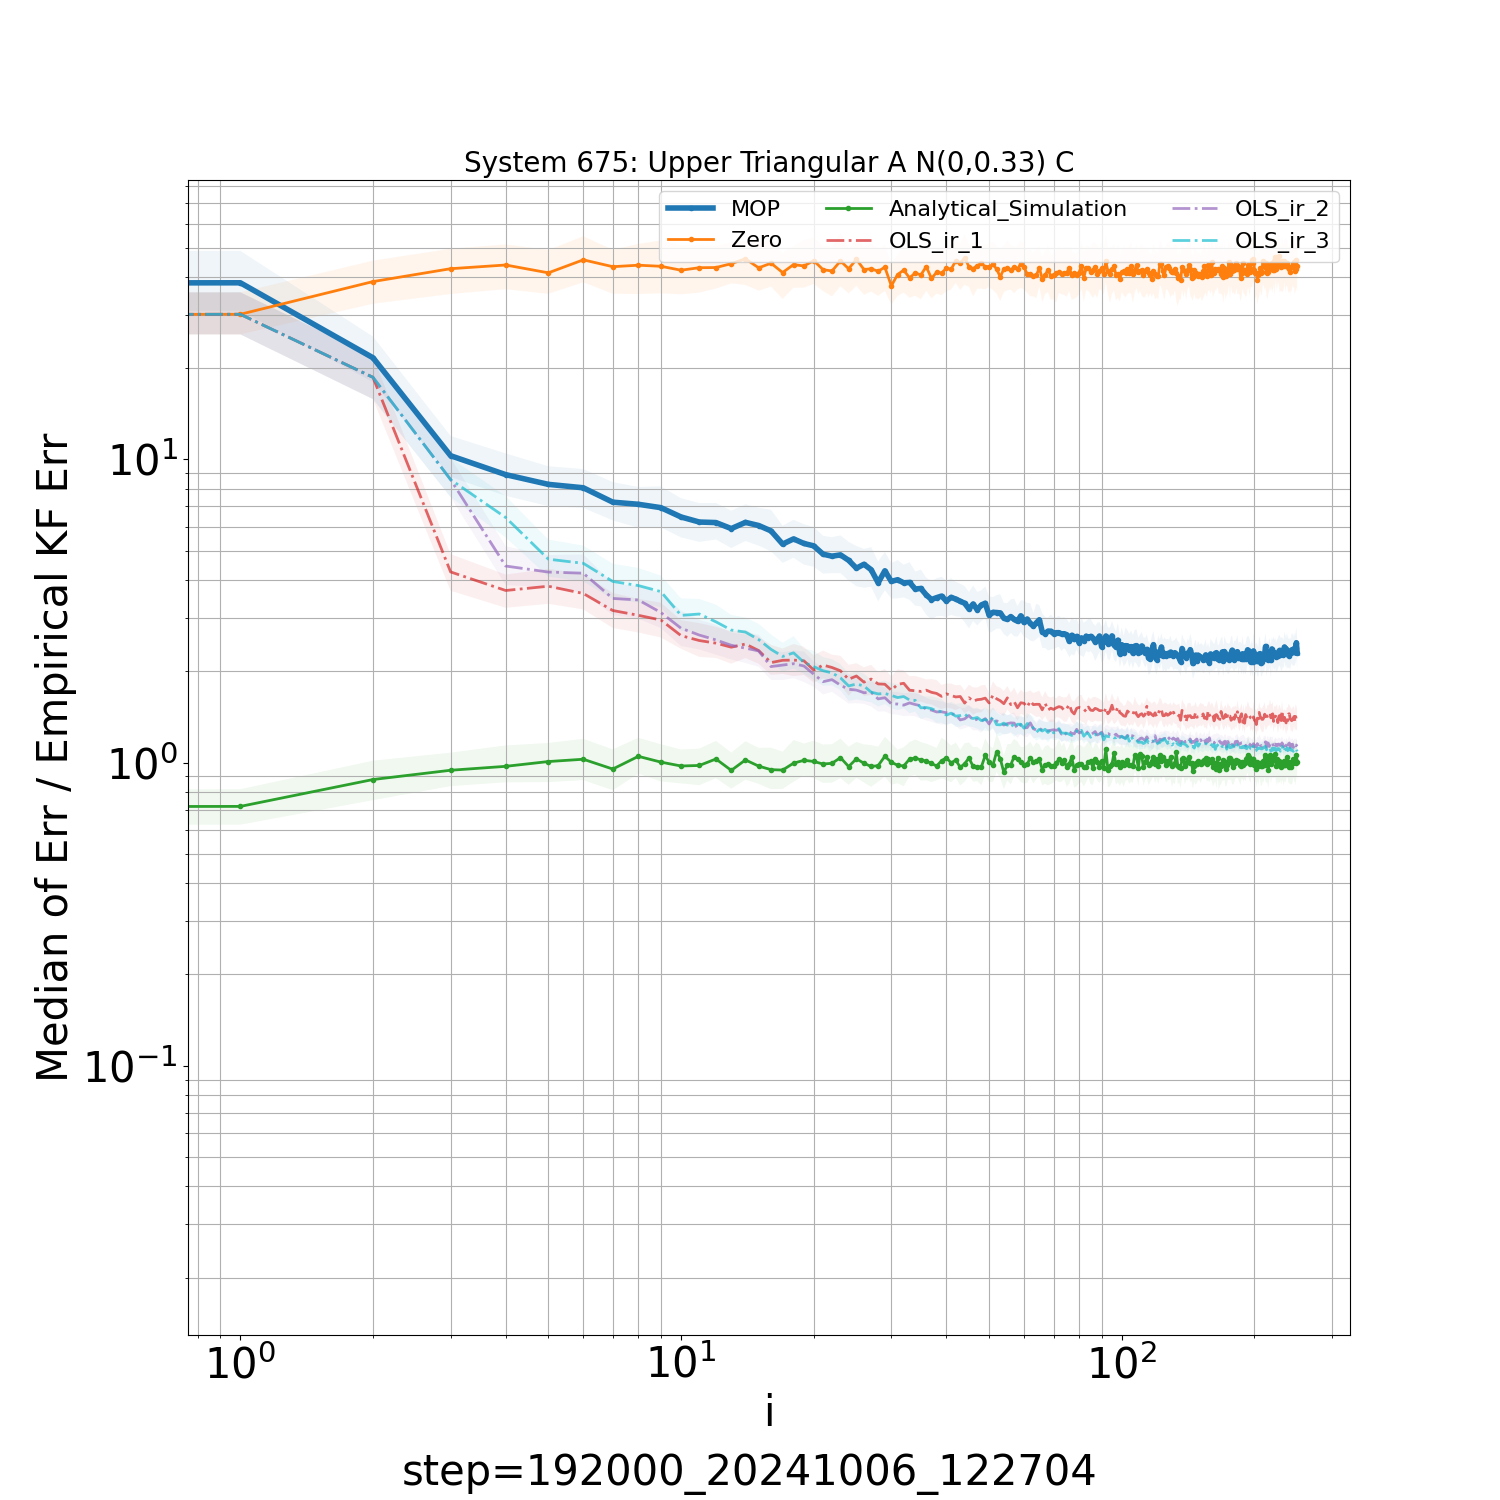 System 675: Upper Triangular A N(0,0.33) C
MOP
Zero
Analytical_Simulation
OLS_ir_1
OLS_ir_2
OLS_ir_3
Median of Err / Empirical KF Err
10¹
10⁰
10⁻¹
10⁰ 10¹ 10²
i
step=192000_20241006_122704